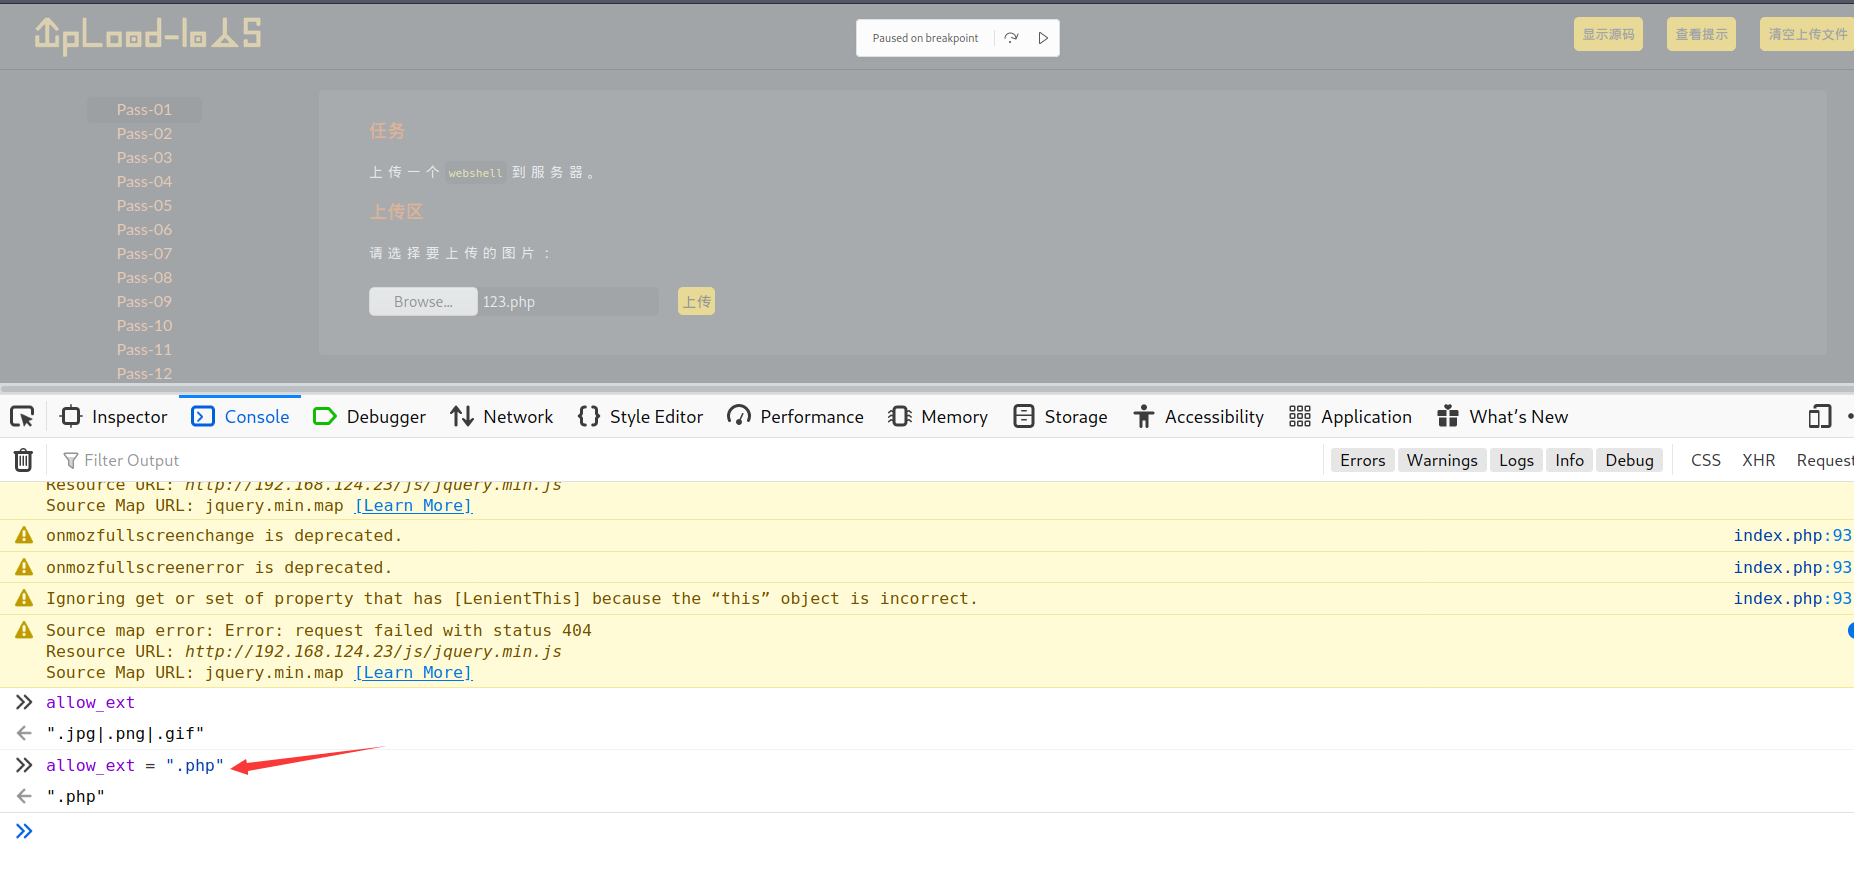 UpLoad-labs
Paused on breakpoint
显示源码 查看提示 清空上传文件
Pass-01
Pass-02
Pass-03
Pass-04
Pass-05
Pass-06
Pass-07
Pass-08
Pass-09
Pass-10
Pass-11
Pass-12
任务
上传一个 webshell 到服务器。
上传区
请选择要上传的图片：
Browse... 123.php 上传
Inspector Console Debugger Network Style Editor Performance Memory Storage Accessibility Application What's New
Filter Output Errors Warnings Logs Info Debug CSS XHR Request
Resource URL: http://192.168.124.23/js/jquery.min.js
Source Map URL: jquery.min.map [Learn More]
onmozfullscreenchange is deprecated. index.php:93
onmozfullscreenerror is deprecated. index.php:93
Ignoring get or set of property that has [LenientThis] because the “this” object is incorrect. index.php:93
Source map error: Error: request failed with status 404
Resource URL: http://192.168.124.23/js/jquery.min.js
Source Map URL: jquery.min.map [Learn More]
allow_ext
".jpg|.png|.gif"
allow_ext = ".php"
".php"